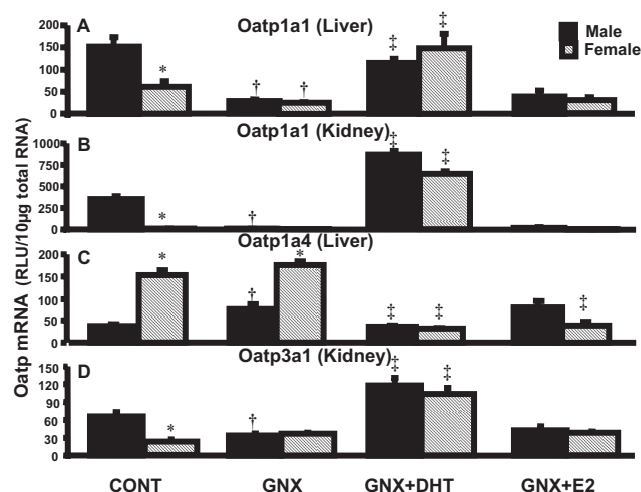 A
Oatp1a1 (Liver)
Male
Female
200
150
100
50
0
*
†
†
‡
‡
B
Oatp1a1 (Kidney)
1000
750
500
250
0
*
†
‡
‡
C
Oatp1a4 (Liver)
200
150
100
50
0
*
†
*
‡
‡
‡
D
Oatp3a1 (Kidney)
150
120
90
60
30
0
*
†
‡
‡
CONT
GNX
GNX+DHT
GNX+E2
Oatp mRNA (RLU/10µg total RNA)